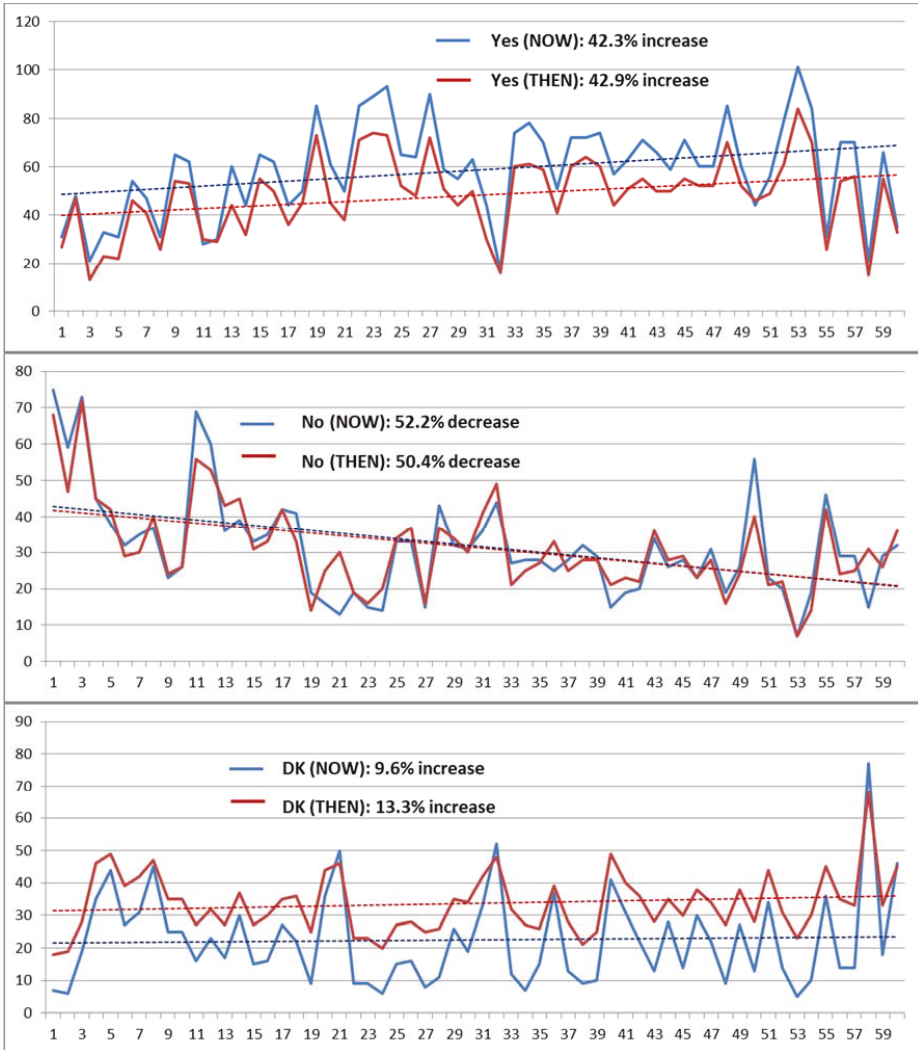 120
Yes (NOW): 42.3% increase
100
Yes (THEN): 42.9% increase
80
60
40
20
0
1 3 5 7 9 11 13 15 17 19 21 23 25 27 29 31 33 35 37 39 41 43 45 47 49 51 53 55 57 59
80
70
No (NOW): 52.2% decrease
60
No (THEN): 50.4% decrease
50
40
30
20
10
0
1 3 5 7 9 11 13 15 17 19 21 23 25 27 29 31 33 35 37 39 41 43 45 47 49 51 53 55 57 59
90
80
DK (NOW): 9.6% increase
70
DK (THEN): 13.3% increase
60
50
40
30
20
10
0
1 3 5 7 9 11 13 15 17 19 21 23 25 27 29 31 33 35 37 39 41 43 45 47 49 51 53 55 57 59